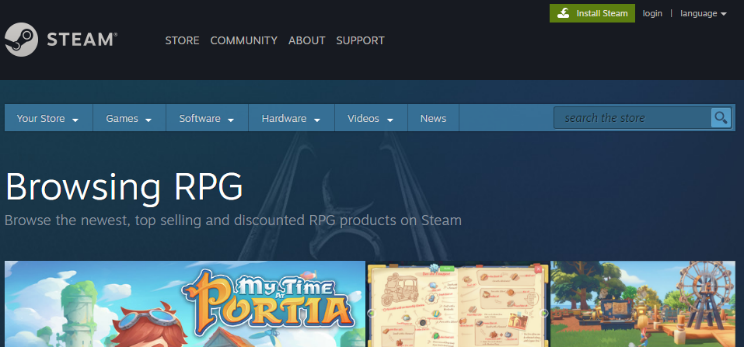 Install Steam login | language
STEAM®
STORE COMMUNITY ABOUT SUPPORT
Your Store Games Software Hardware Videos News search the store
Browsing RPG
Browse the newest, top selling and discounted RPG products on Steam
My Time
AT
PORTIA